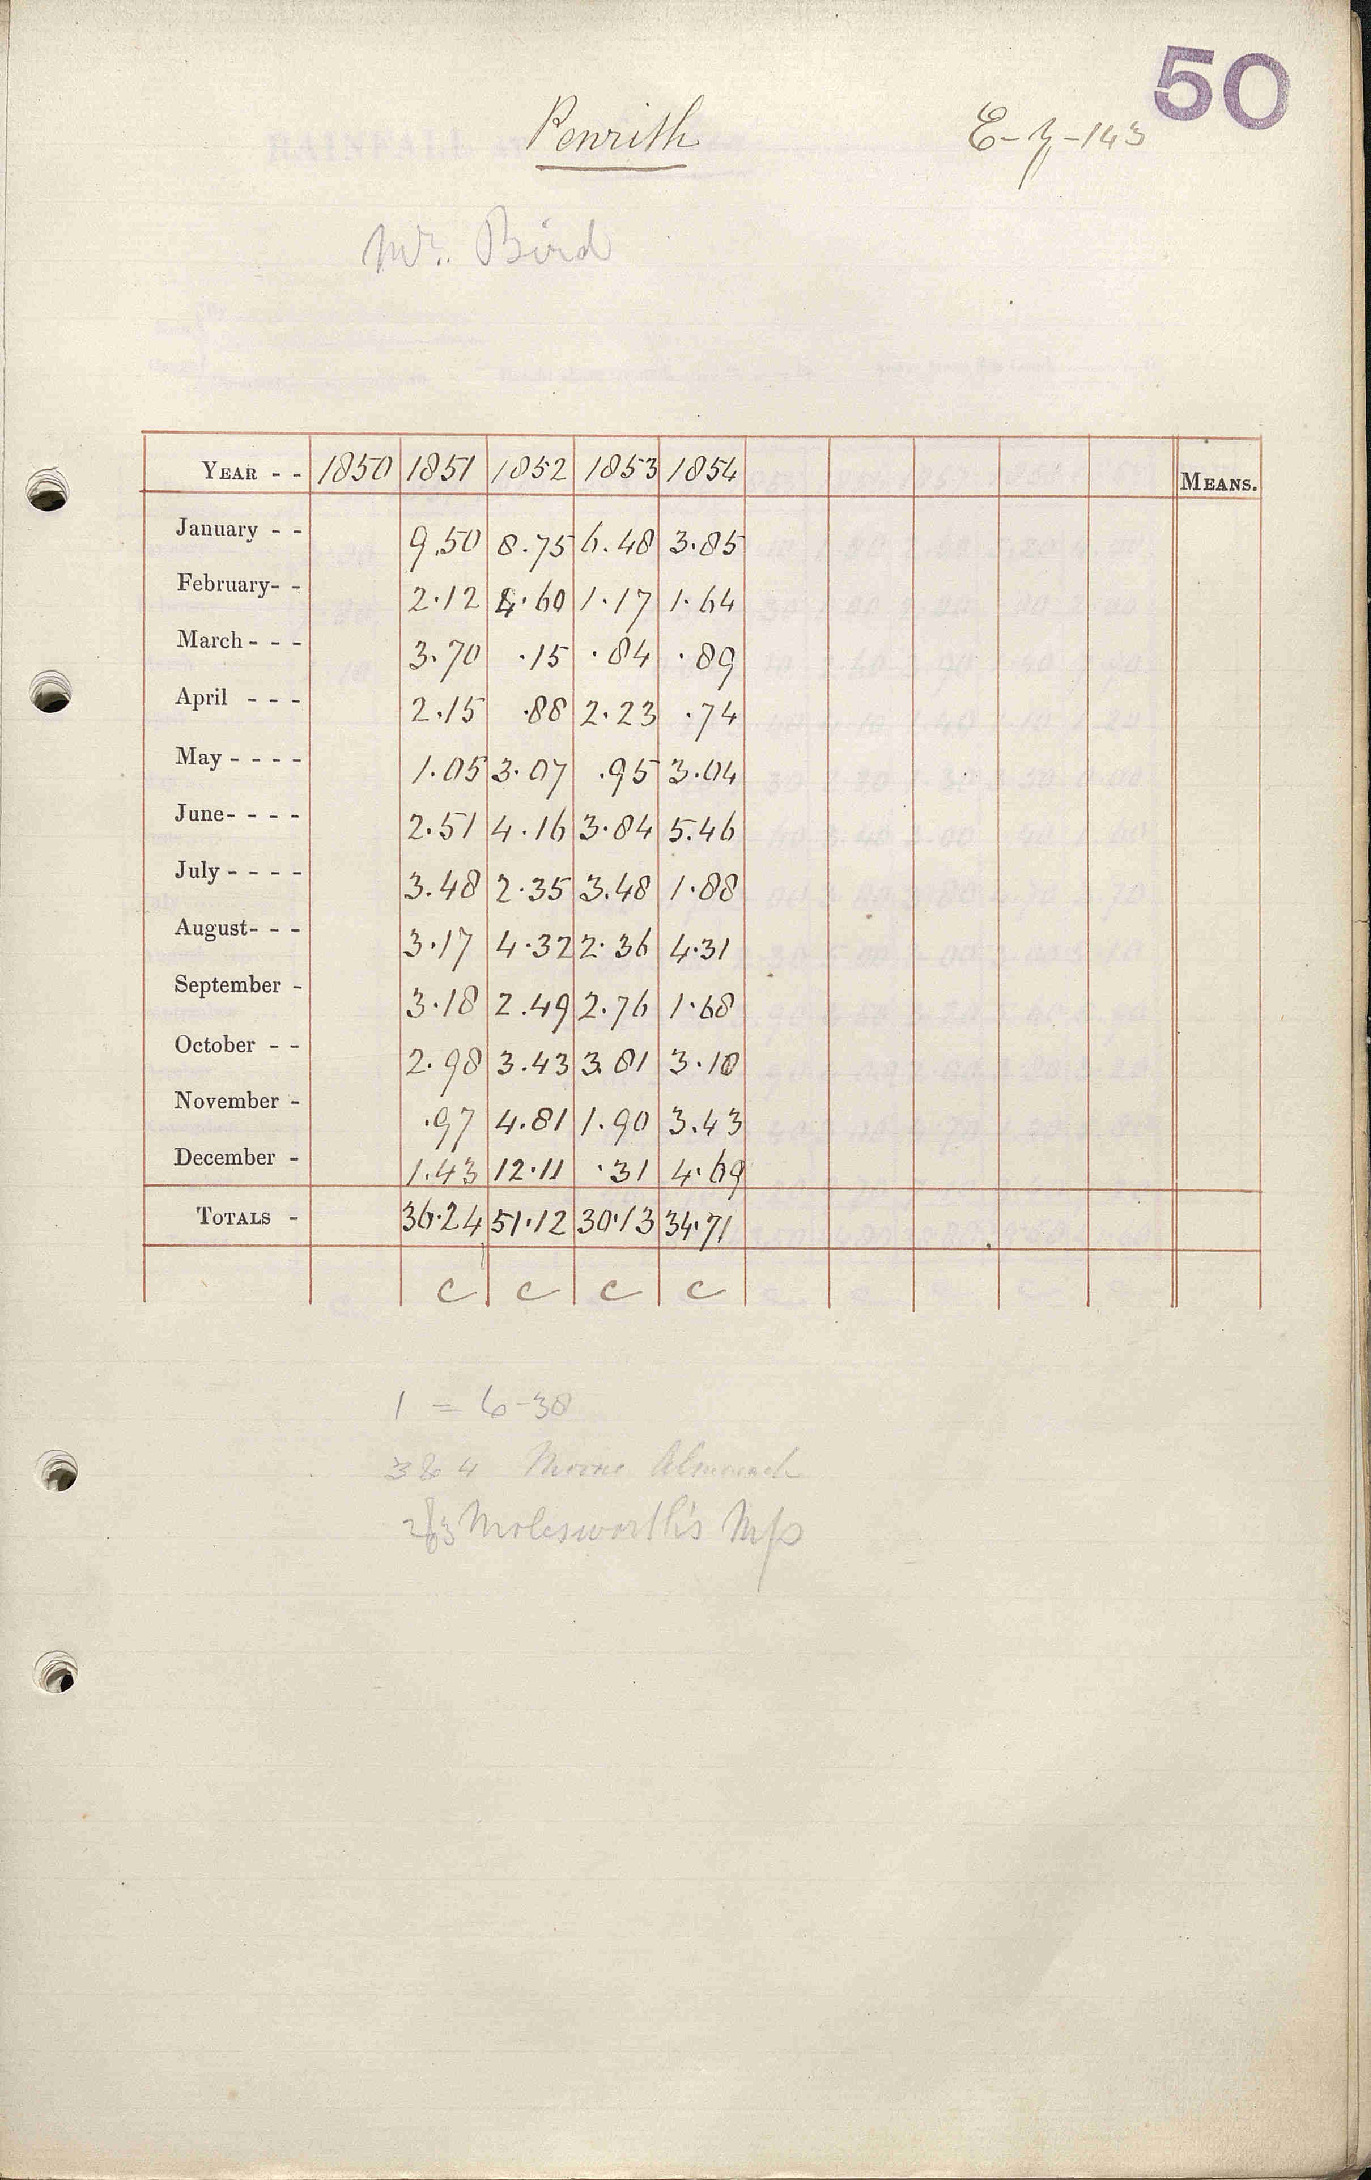 50
Penrith
E-y-143
Mr. Bird
YEAR - - 1850 1851 1852 1853 1854 MEANS.
January - - 9.50 8.75 6.48 3.85
February- - 2.12 4.60 1.17 1.64
March - - - 3.70 .15 .84 .89
April - - - 2.15 .88 2.23 .74
May - - - - 1.05 3.07 .95 3.04
June- - - - 2.51 4.16 3.84 5.46
July - - - - 3.48 2.35 3.48 1.88
August- - - 3.17 4.32 2.36 4.31
September - 3.18 2.49 2.76 1.68
October - - 2.98 3.43 3.81 3.10
November - .97 4.81 1.90 3.43
December - 1.43 12.11 .31 4.69
TOTALS - 36.24 51.12 30.13 34.71
c c c c
1 = 6-38
3 & 4 Almanack
2 & 3 Molesworth's M/s